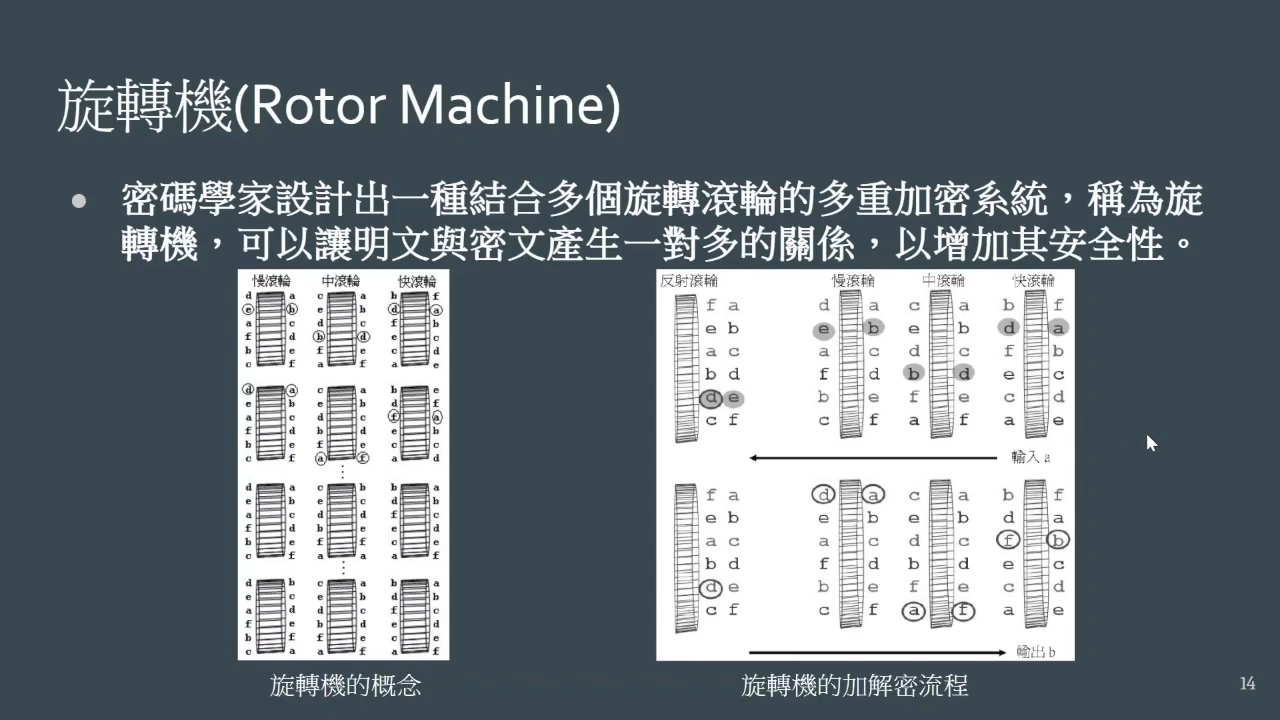 旋轉機(Rotor Machine)
密碼學家設計出一種結合多個旋轉滾輪的多重加密系統，稱為旋
轉機，可以讓明文與密文產生一對多的關係，以增加其安全性。
慢滾輪 中滾輪 快滾輪
d a c a b f
e b e b d a
a c d c f b
f d b d e c
b e f e c d
c f a f a e
d a c a b e
e b e b d f
a c d c f a
f d b d e b
b e f e c c
c f a f a d
⋮
d a c b b a
e b e c d b
a c d d f c
f d b e e d
b e f f c e
c f a a a f
⋮
d b c a b a
e c e b d b
a d d c f c
f e b d e d
b f f e c e
c a a f a f
旋轉機的概念
反射滾輪 慢滾輪 中滾輪 快滾輪
f a d a c a b f
e b e b e b d a
a c a c d c f b
b d f d b d e c
d e b e f e c d
c f c f a f a e
輸入 a
f a d a c a b f
e b e b e b d a
a c a c d c f b
b d f d b d e c
d e b e f e c d
c f c f a f a e
輸出 b
旋轉機的加解密流程
14